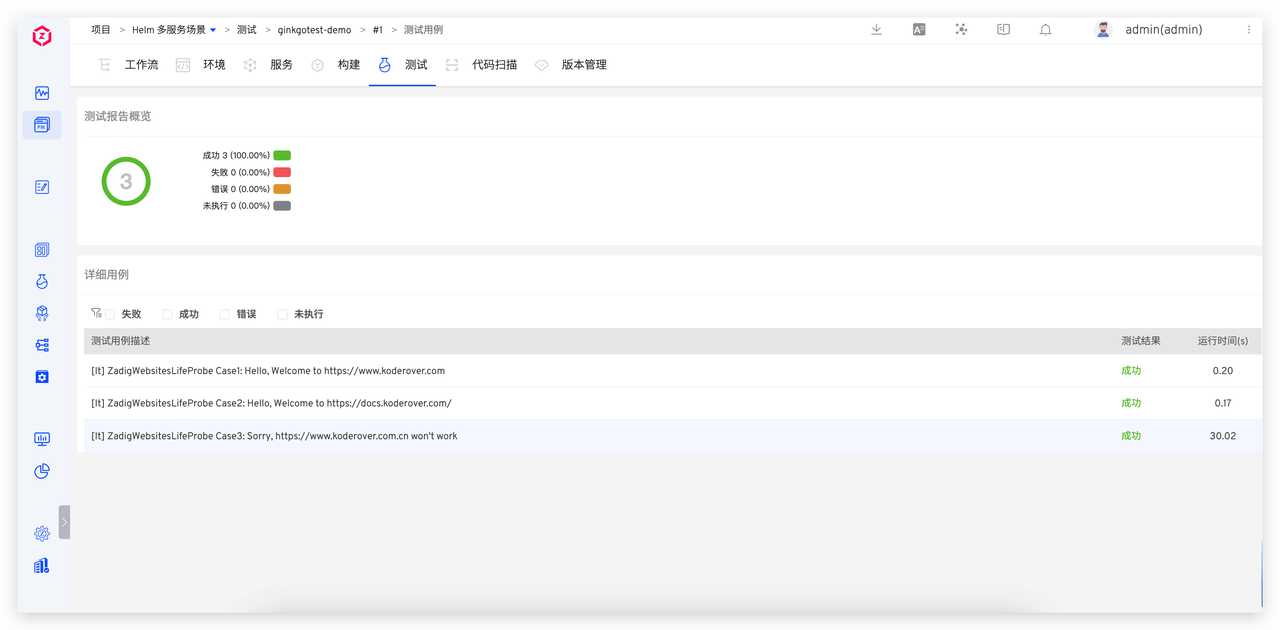 项目 > Helm 多服务场景 > 测试 > ginkgotest-demo > #1 > 测试用例
admin(admin)
工作流 环境 服务 构建 测试 代码扫描 版本管理
测试报告概览
3
成功 3 (100.00%)
失败 0 (0.00%)
错误 0 (0.00%)
未执行 0 (0.00%)
详细用例
失败 成功 错误 未执行
测试用例描述 测试结果 运行时间(s)
[It] ZadigWebsitesLifeProbe Case1: Hello, Welcome to https://www.koderover.com 成功 0.20
[It] ZadigWebsitesLifeProbe Case2: Hello, Welcome to https://docs.koderover.com/ 成功 0.17
[It] ZadigWebsitesLifeProbe Case3: Sorry, https://www.koderover.com.cn won't work 成功 30.02